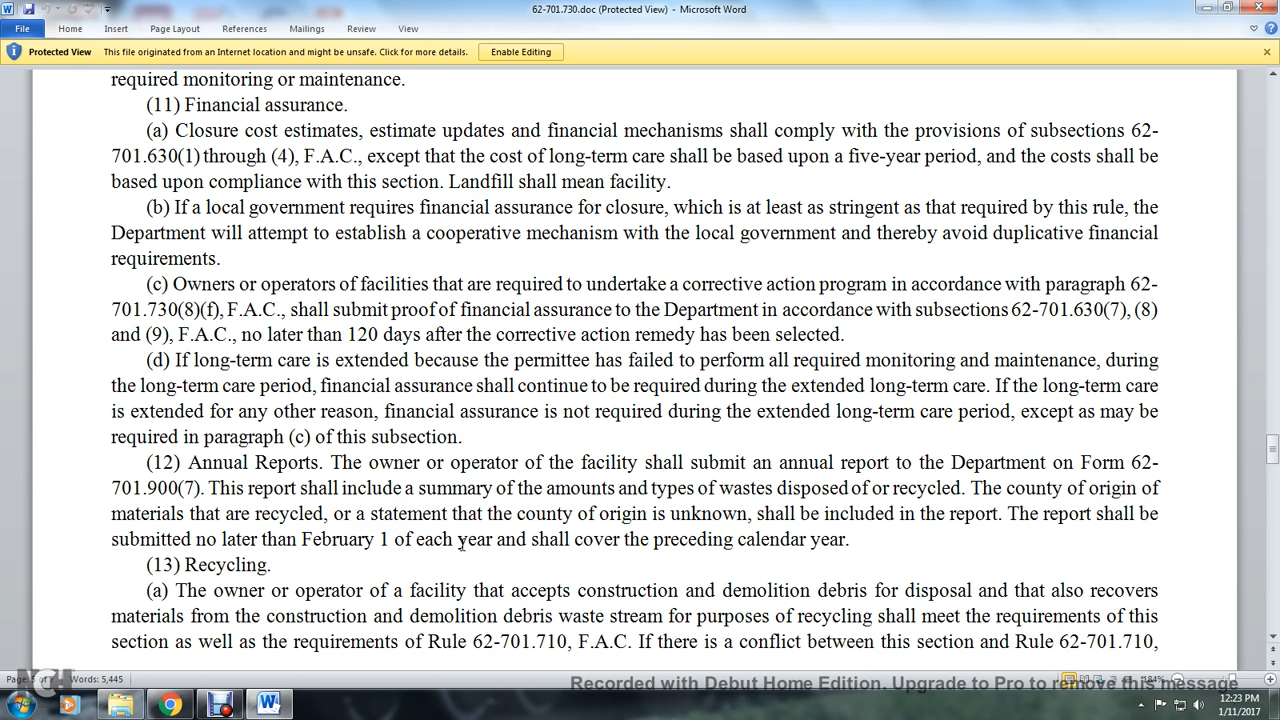 62-701.730.doc (Protected View) - Microsoft Word
File Home Insert Page Layout References Mailings Review View
Protected View This file originated from an Internet location and might be unsafe. Click for more details. Enable Editing
required monitoring or maintenance.
(11) Financial assurance.
(a) Closure cost estimates, estimate updates and financial mechanisms shall comply with the provisions of subsections 62-
701.630(1) through (4), F.A.C., except that the cost of long-term care shall be based upon a five-year period, and the costs shall be
based upon compliance with this section. Landfill shall mean facility.
(b) If a local government requires financial assurance for closure, which is at least as stringent as that required by this rule, the
Department will attempt to establish a cooperative mechanism with the local government and thereby avoid duplicative financial
requirements.
(c) Owners or operators of facilities that are required to undertake a corrective action program in accordance with paragraph 62-
701.730(8)(f), F.A.C., shall submit proof of financial assurance to the Department in accordance with subsections 62-701.630(7), (8)
and (9), F.A.C., no later than 120 days after the corrective action remedy has been selected.
(d) If long-term care is extended because the permittee has failed to perform all required monitoring and maintenance, during
the long-term care period, financial assurance shall continue to be required during the extended long-term care. If the long-term care
is extended for any other reason, financial assurance is not required during the extended long-term care period, except as may be
required in paragraph (c) of this subsection.
(12) Annual Reports. The owner or operator of the facility shall submit an annual report to the Department on Form 62-
701.900(7). This report shall include a summary of the amounts and types of wastes disposed of or recycled. The county of origin of
materials that are recycled, or a statement that the county of origin is unknown, shall be included in the report. The report shall be
submitted no later than February 1 of each year and shall cover the preceding calendar year.
(13) Recycling.
(a) The owner or operator of a facility that accepts construction and demolition debris for disposal and that also recovers
materials from the construction and demolition debris waste stream for purposes of recycling shall meet the requirements of this
section as well as the requirements of Rule 62-701.710, F.A.C. If there is a conflict between this section and Rule 62-701.710,
Page: 5 of Words: 5,445 184%
Recorded with Debut Home Edition. Upgrade to Pro to remove this message
NCH
12:23 PM
1/11/2017